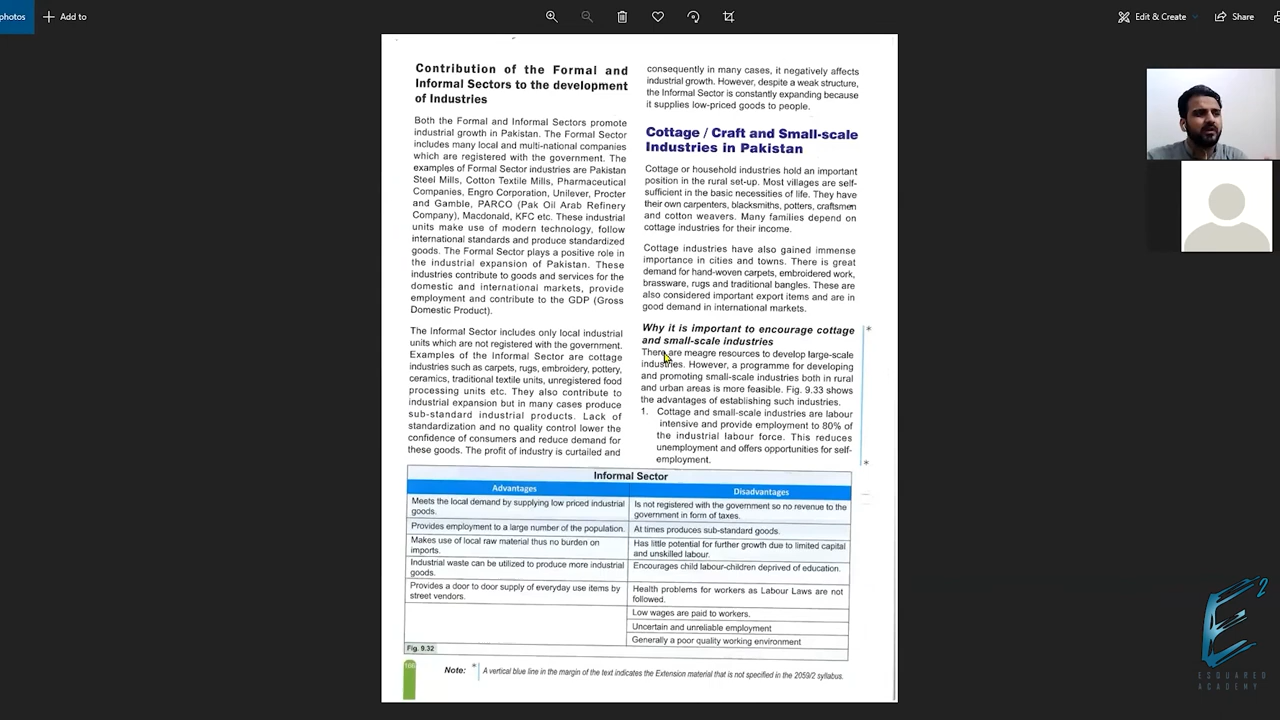 photos
Add to
Edit & Create
Share
Contribution of the Formal and
Informal Sectors to the development
of Industries
Both the Formal and Informal Sectors promote
industrial growth in Pakistan. The Formal Sector
includes many local and multi-national companies
which are registered with the government. The
examples of Formal Sector industries are Pakistan
Steel Mills, Cotton Textile Mills, Pharmaceutical
Companies, Engro Corporation, Unilever, Procter
and Gamble, PARCO (Pak Oil Arab Refinery
Company), Macdonald, KFC etc. These industrial
units make use of modern technology, follow
international standards and produce standardized
goods. The Formal Sector plays a positive role in
the industrial expansion of Pakistan. These
industries contribute to goods and services for the
domestic and international markets, provide
employment and contribute to the GDP (Gross
Domestic Product).
The Informal Sector includes only local industrial
units which are not registered with the government.
Examples of the Informal Sector are cottage
industries such as carpets, rugs, embroidery, pottery,
ceramics, traditional textile units, unregistered food
processing units etc. They also contribute to
industrial expansion but in many cases produce
sub-standard industrial products. Lack of
standardization and no quality control lower the
confidence of consumers and reduce demand for
these goods. The profit of industry is curtailed and
consequently in many cases, it negatively affects
industrial growth. However, despite a weak structure,
the Informal Sector is constantly expanding because
it supplies low-priced goods to people.
Cottage / Craft and Small-scale
Industries in Pakistan
Cottage or household industries hold an important
position in the rural set-up. Most villages are self-
sufficient in the basic necessities of life. They have
their own carpenters, blacksmiths, potters, craftsmen
and cotton weavers. Many families depend on
cottage industries for their income.
Cottage industries have also gained immense
importance in cities and towns. There is great
demand for hand-woven carpets, embroidered work,
brassware, rugs and traditional bangles. These are
also considered important export items and are in
good demand in international markets.
Why it is important to encourage cottage *
and small-scale industries
There are meagre resources to develop large-scale
industries. However, a programme for developing
and promoting small-scale industries both in rural
and urban areas is more feasible. Fig. 9.33 shows
the advantages of establishing such industries.
1. Cottage and small-scale industries are labour
intensive and provide employment to 80% of
the industrial labour force. This reduces
unemployment and offers opportunities for self-
employment. *
Informal Sector
Advantages Disadvantages
Meets the local demand by supplying low priced industrial
goods.
Is not registered with the government so no revenue to the
government in form of taxes.
Provides employment to a large number of the population.
At times produces sub-standard goods.
Makes use of local raw material thus no burden on
imports.
Has little potential for further growth due to limited capital
and unskilled labour.
Industrial waste can be utilized to produce more industrial
goods.
Encourages child labour-children deprived of education.
Provides a door to door supply of everyday use items by
street vendors.
Health problems for workers as Labour Laws are not
followed.
Low wages are paid to workers.
Uncertain and unreliable employment
Generally a poor quality working environment
Fig. 9.32
Note: * A vertical blue line in the margin of the text indicates the Extension material that is not specified in the 2059/2 syllabus.
E2
ESQUARED
ACADEMY